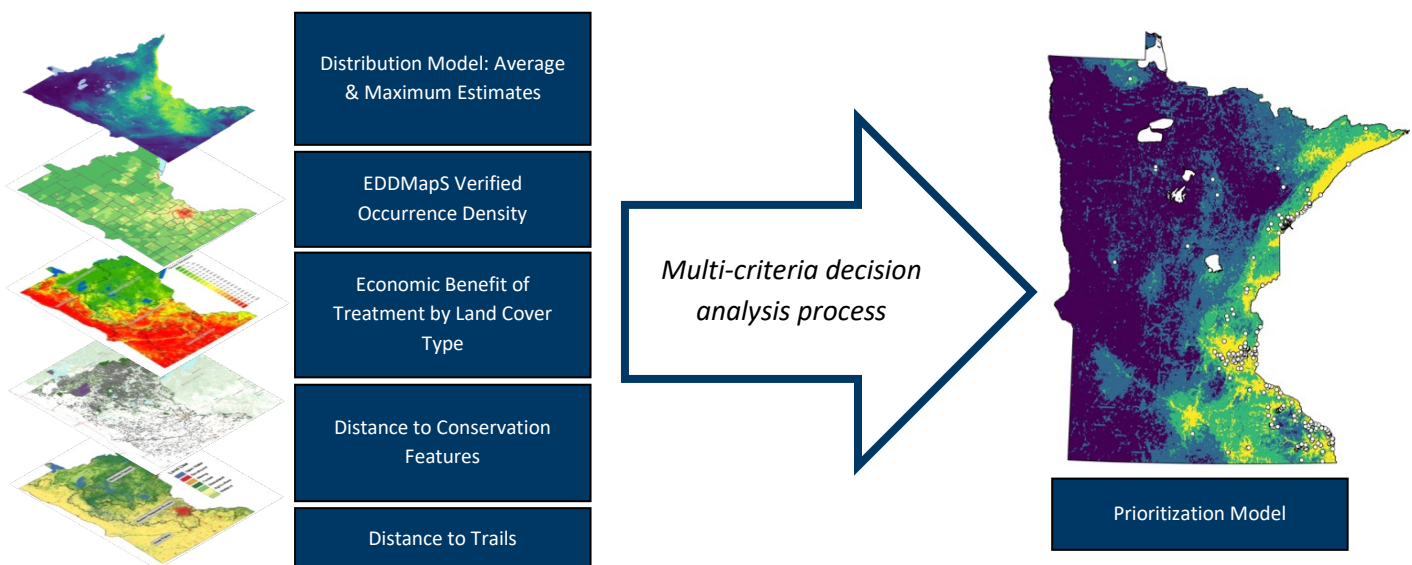 Distribution Model: Average
& Maximum Estimates
EDDMapS Verified
Occurrence Density
Economic Benefit of
Treatment by Land Cover
Type
Distance to Conservation
Features
Distance to Trails
Multi-criteria decision
analysis process
Prioritization Model